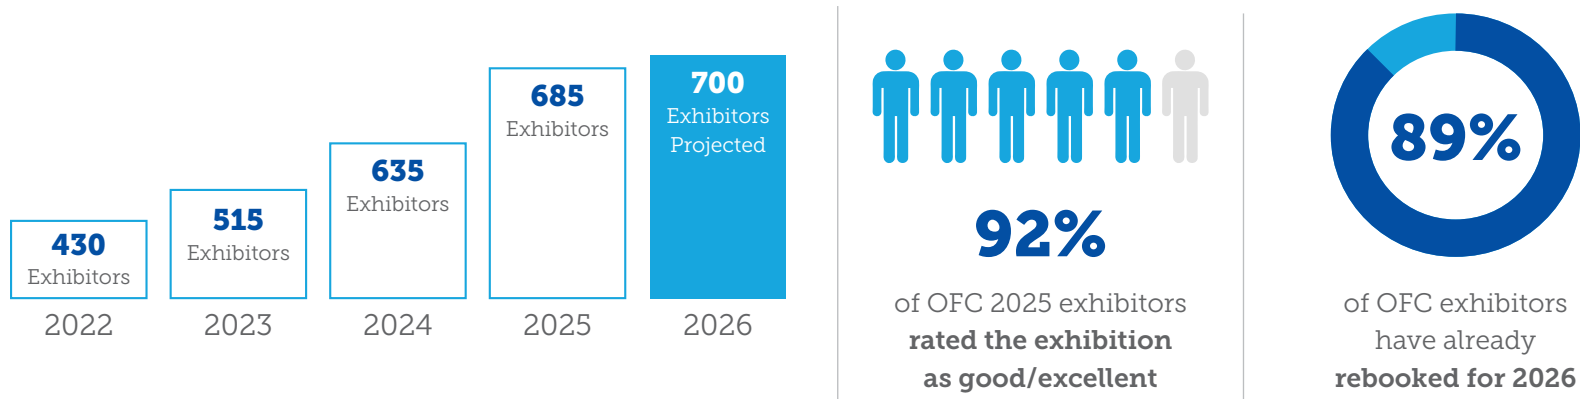 430
Exhibitors
2022
515
Exhibitors
2023
635
Exhibitors
2024
685
Exhibitors
2025
700
Exhibitors
Projected
2026
92%
of OFC 2025 exhibitors
rated the exhibition
as good/excellent
89%
of OFC exhibitors
have already
rebooked for 2026